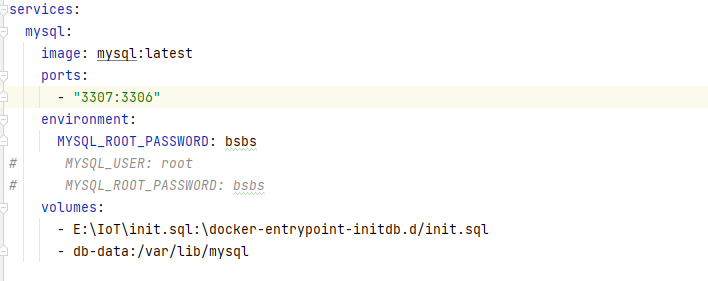 services:
  mysql:
    image: mysql:latest
    ports:
      - "3307:3306"
    environment:
      MYSQL_ROOT_PASSWORD: bsbs
#      MYSQL_USER: root
#      MYSQL_ROOT_PASSWORD: bsbs
    volumes:
      - E:\IoT\init.sql:\docker-entrypoint-initdb.d/init.sql
      - db-data:/var/lib/mysql